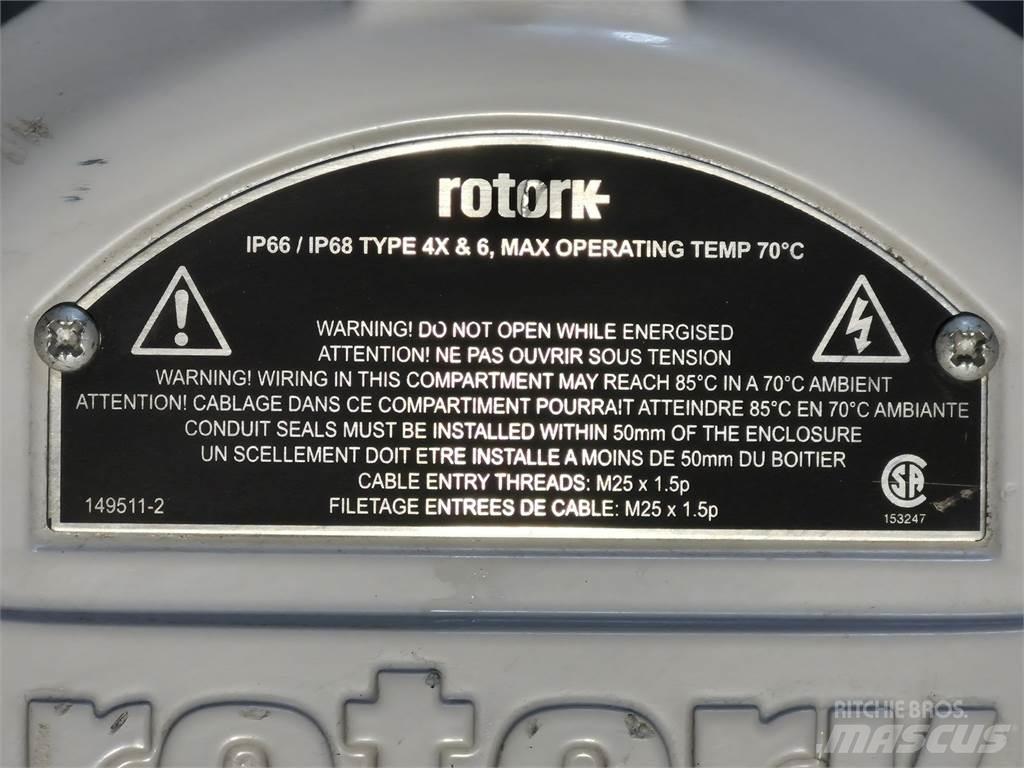 rotork
IP66 / IP68 TYPE 4X & 6, MAX OPERATING TEMP 70°C
WARNING! DO NOT OPEN WHILE ENERGISED
ATTENTION! NE PAS OUVRIR SOUS TENSION
WARNING! WIRING IN THIS COMPARTMENT MAY REACH 85°C IN A 70°C AMBIENT
ATTENTION! CABLAGE DANS CE COMPARTIMENT POURRAIT ATTEINDRE 85°C EN 70°C AMBIANTE
CONDUIT SEALS MUST BE INSTALLED WITHIN 50mm OF THE ENCLOSURE
UN SCELLEMENT DOIT ETRE INSTALLE A MOINS DE 50mm DU BOITIER
CABLE ENTRY THREADS: M25 x 1.5p
FILETAGE ENTREES DE CABLE: M25 x 1.5p
149511-2
CSA
153247
rotork
RITCHIE BROS.
MASCUS